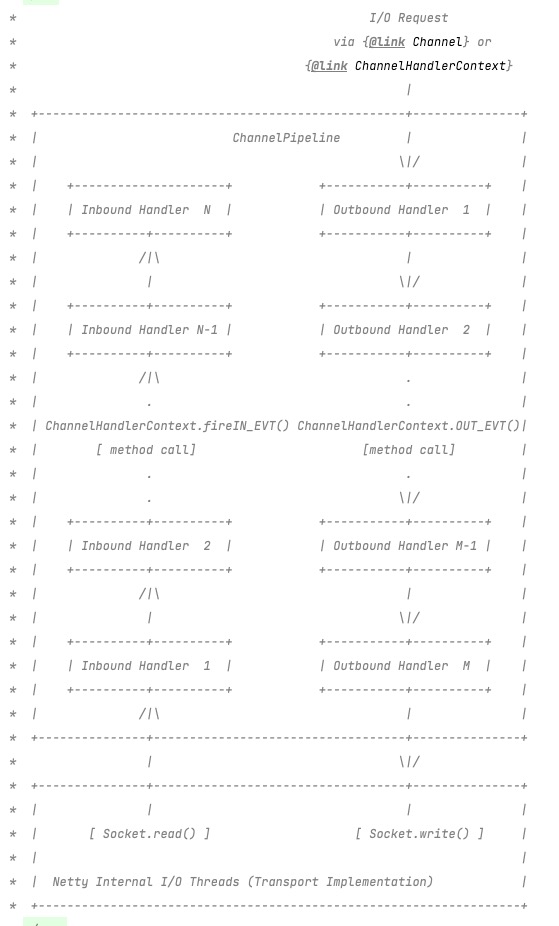 *                                                 I/O Request
*                                            via {@link Channel} or
*                                        {@link ChannelHandlerContext}
*                                                      |
*  +---------------------------------------------------+---------------+
*  |                           ChannelPipeline         |               |
*  |                                                  \|/              |
*  |    +---------------------+            +-----------+----------+    |
*  |    | Inbound Handler  N  |            | Outbound Handler  1  |    |
*  |    +----------+----------+            +-----------+----------+    |
*  |              /|\                                  |               |
*  |               |                                  \|/              |
*  |    +----------+----------+            +-----------+----------+    |
*  |    | Inbound Handler N-1 |            | Outbound Handler  2  |    |
*  |    +----------+----------+            +-----------+----------+    |
*  |              /|\                                  .               |
*  |               .                                   .               |
*  | ChannelHandlerContext.fireIN_EVT() ChannelHandlerContext.OUT_EVT()|
*  |        [ method call]                       [method call]         |
*  |               .                                   .               |
*  |               .                                  \|/              |
*  |    +----------+----------+            +-----------+----------+    |
*  |    | Inbound Handler  2  |            | Outbound Handler M-1 |    |
*  |    +----------+----------+            +-----------+----------+    |
*  |              /|\                                  |               |
*  |               |                                  \|/              |
*  |    +----------+----------+            +-----------+----------+    |
*  |    | Inbound Handler  1  |            | Outbound Handler  M  |    |
*  |    +----------+----------+            +-----------+----------+    |
*  |              /|\                                  |               |
*  +---------------+-----------------------------------+---------------+
*                  |                                  \|/
*  +---------------+-----------------------------------+---------------+
*  |               |                                   |               |
*  |       [ Socket.read() ]                    [ Socket.write() ]     |
*  |                                                                   |
*  |  Netty Internal I/O Threads (Transport Implementation)            |
*  +-------------------------------------------------------------------+